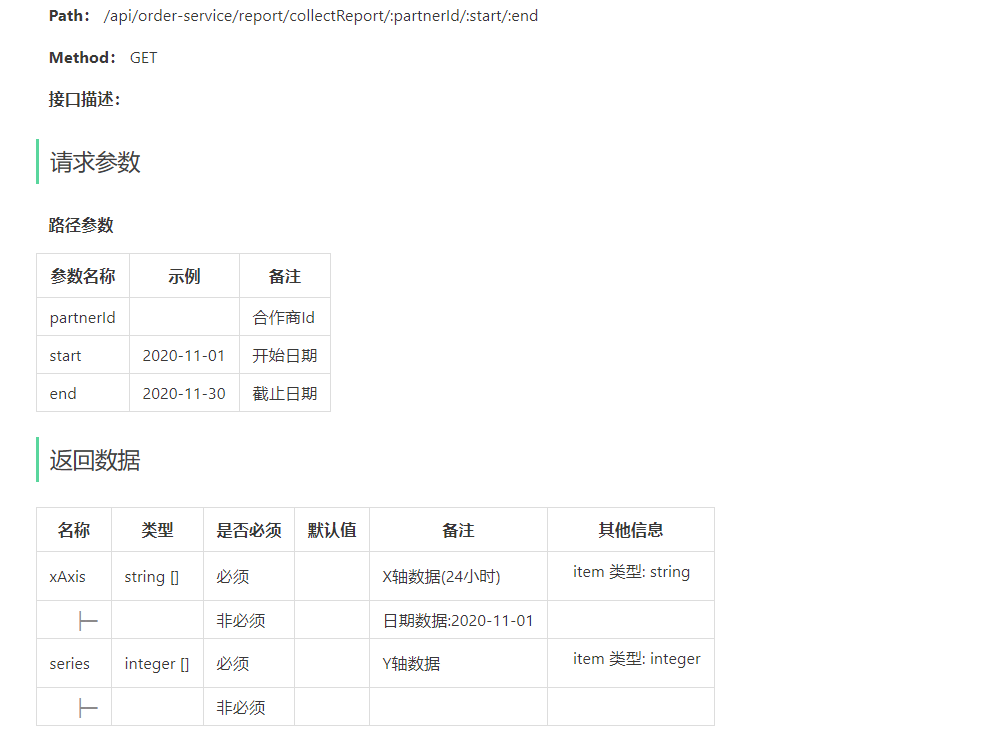 Path： /api/order-service/report/collectReport/:partnerId/:start/:end
Method： GET
接口描述：
请求参数
路径参数
参数名称 示例 备注
partnerId 合作商Id
start 2020-11-01 开始日期
end 2020-11-30 截止日期
返回数据
名称 类型 是否必须 默认值 备注 其他信息
xAxis string [] 必须 X轴数据(24小时) item 类型: string
├─ 非必须 日期数据:2020-11-01
series integer [] 必须 Y轴数据 item 类型: integer
├─ 非必须